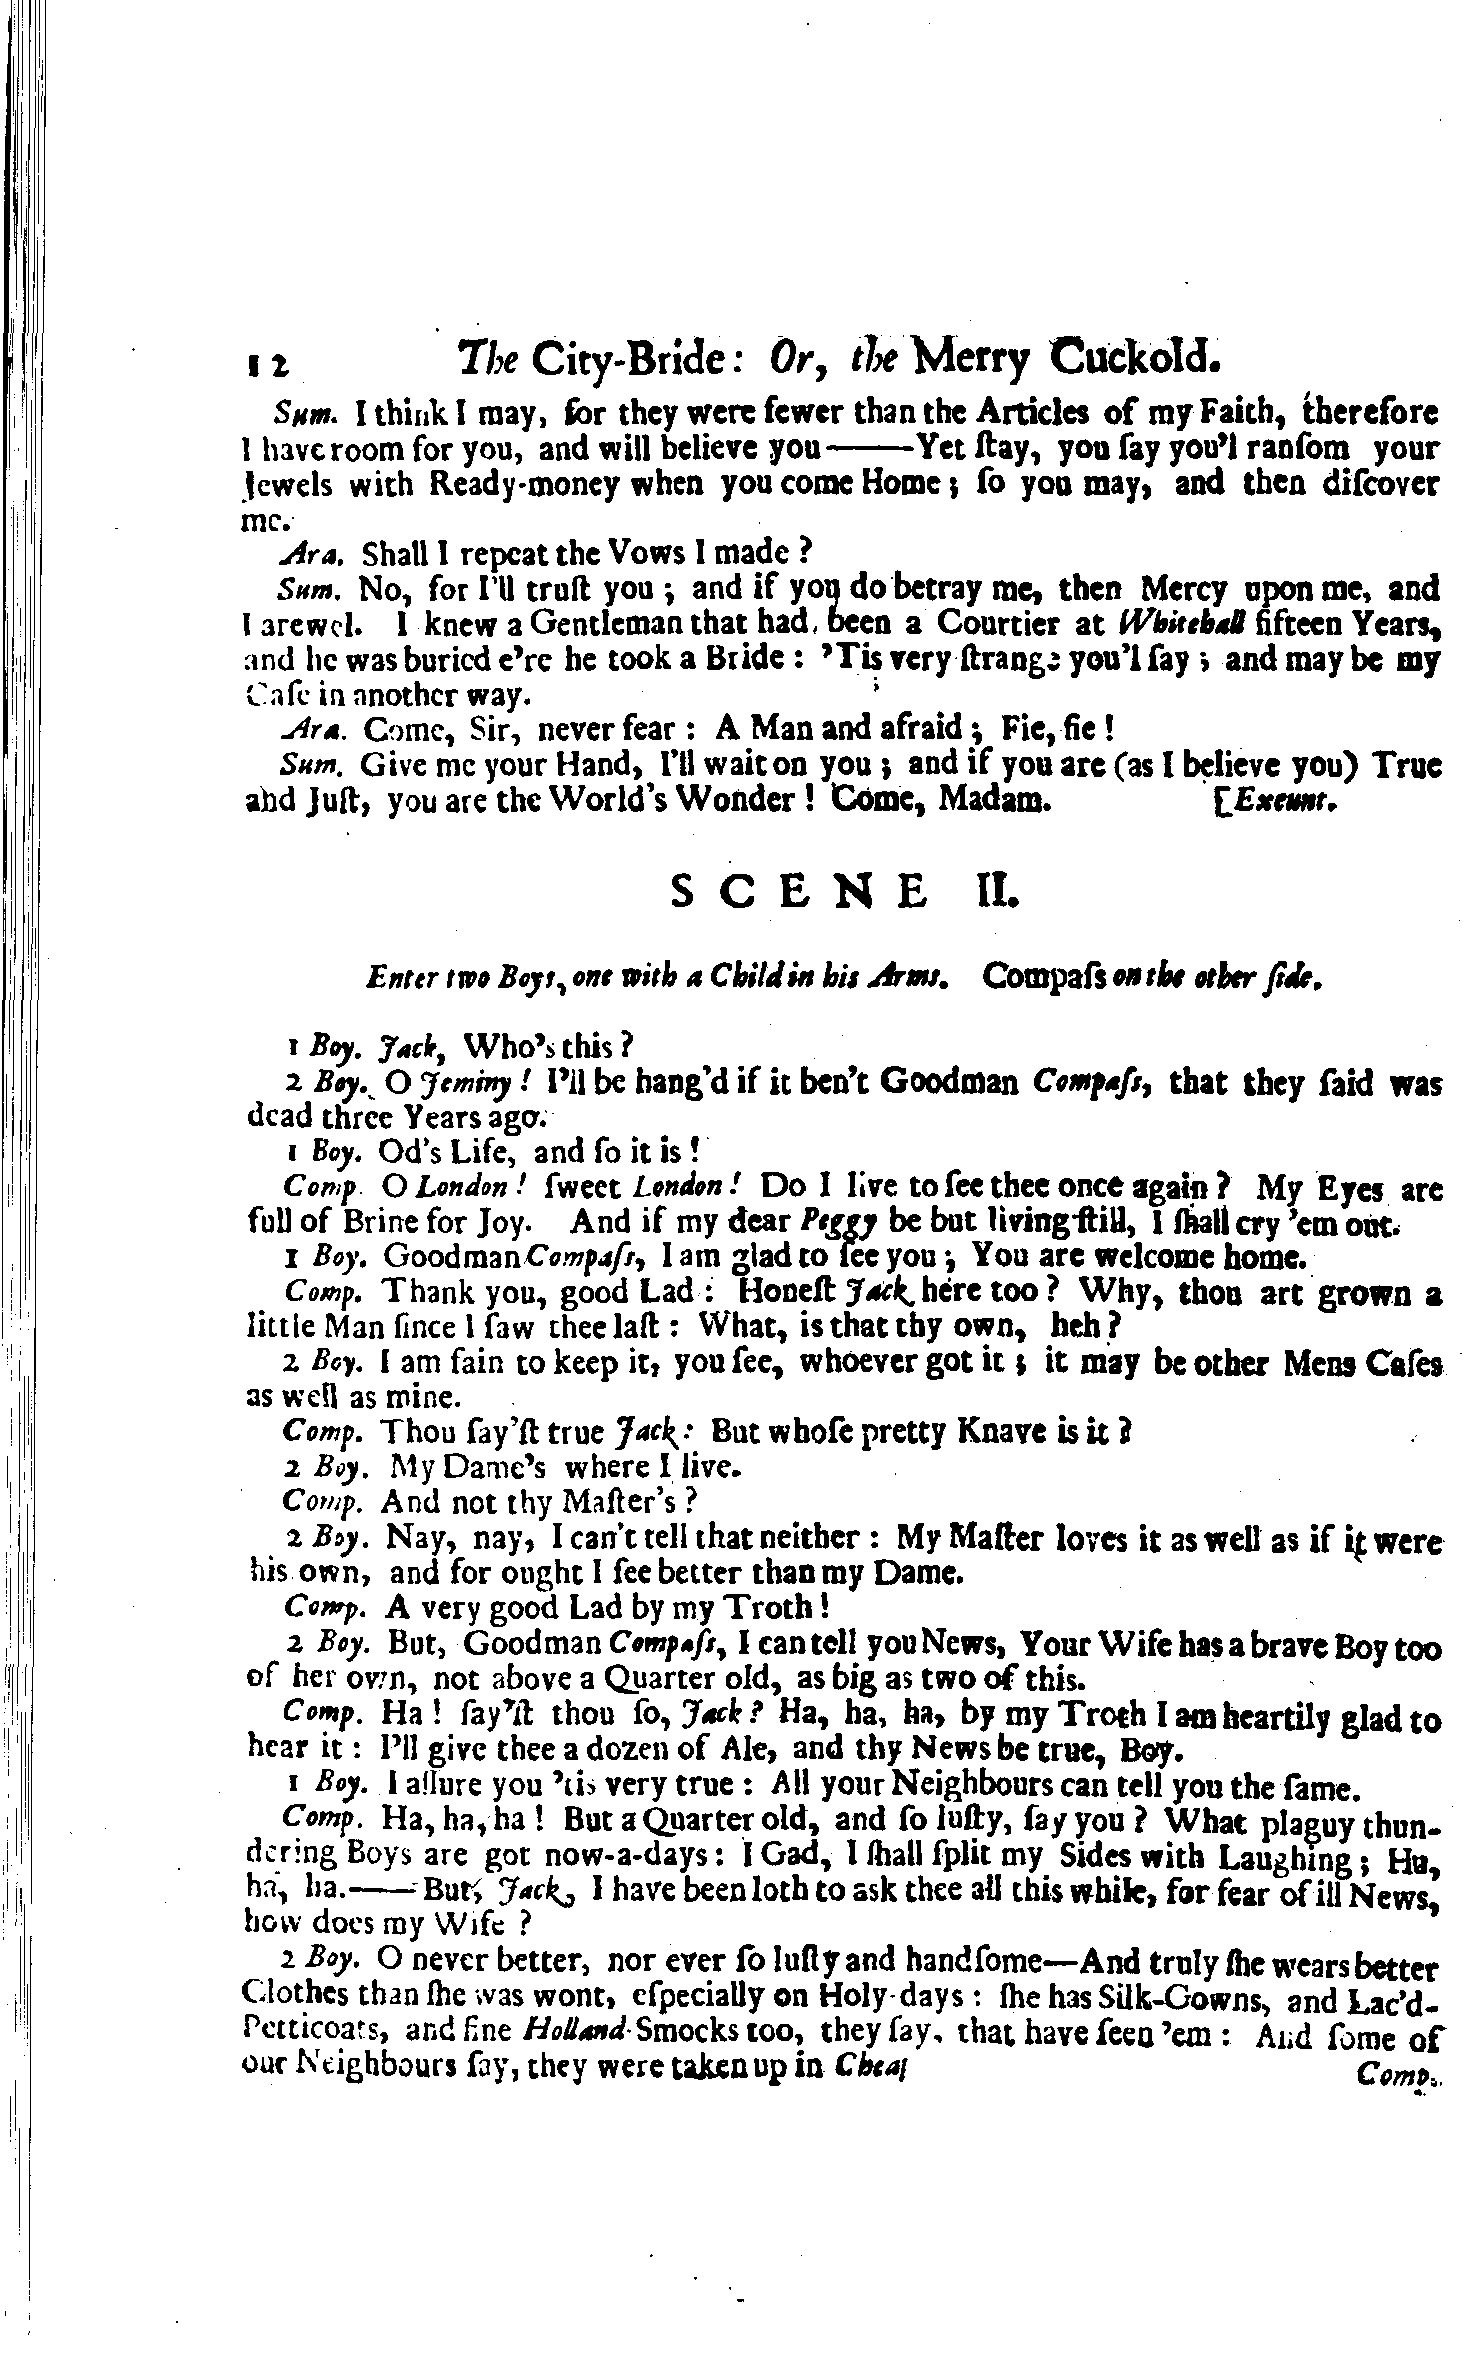 12 The City-Bride: Or, the Merry Cuckold.
Sum. I think I may, for they were fewer than the Articles of my Faith, therefore
I have room for you, and will believe you——Yet ſtay, you ſay you'l ranſom your
Jewels with Ready-money when you come Home; ſo you may, and then diſcover
me.
Ara. Shall I repeat the Vows I made?
Sum. No, for I'll truſt you; and if you do betray me, then Mercy upon me, and
Farewel. I knew a Gentleman that had been a Courtier at Whitehall fifteen Years,
and he was buried e're he took a Bride: 'Tis very ſtrange you'l ſay; and may be my
Caſe in another way.
Ara. Come, Sir, never fear: A Man and afraid; Fie, fie!
Sum. Give me your Hand, I'll wait on you; and if you are (as I believe you) True
and Juſt, you are the World's Wonder! Come, Madam. [Exeunt.
SCENE II.
Enter two Boys, one with a Child in his Arms. Compaſs on the other ſide.
1 Boy. Jack, Who's this?
2 Boy. O Jeminy! I'll be hang'd if it ben't Goodman Compaſs, that they ſaid was
dead three Years ago.
1 Boy. Od's Life, and ſo it is!
Comp. O London! ſweet London! Do I live to ſee thee once again? My Eyes are
full of Brine for Joy. And if my dear Peggy be but living ſtill, I ſhall cry 'em out.
1 Boy. Goodman Compaſs, I am glad to ſee you; You are welcome home.
Comp. Thank you, good Lad: Honeſt Jack here too? Why, thou art grown a
little Man ſince I ſaw thee laſt: What, is that thy own, heh?
2 Boy. I am fain to keep it, you ſee, whoever got it; it may be other Mens Caſes
as well as mine.
Comp. Thou ſay'ſt true Jack: But whoſe pretty Knave is it?
2 Boy. My Dame's where I live.
Comp. And not thy Maſter's?
2 Boy. Nay, nay, I can't tell that neither: My Maſter loves it as well as if it were
his own, and for ought I ſee better than my Dame.
Comp. A very good Lad by my Troth!
2 Boy. But, Goodman Compaſs, I can tell you News, Your Wife has a brave Boy too
of her own, not above a Quarter old, as big as two of this.
Comp. Ha! ſay'ſt thou ſo, Jack? Ha, ha, ha, by my Troth I am heartily glad to
hear it: I'll give thee a dozen of Ale, and thy News be true, Boy.
1 Boy. I aſſure you 'tis very true: All your Neighbours can tell you the ſame.
Comp. Ha, ha, ha! But a Quarter old, and ſo luſty, ſay you? What plaguy thun-
dering Boys are got now-a-days: I Gad, I ſhall ſplit my Sides with Laughing; Ha,
ha, ha.——But, Jack, I have been loth to ask thee all this while, for fear of ill News,
how does my Wife?
2 Boy. O never better, nor ever ſo luſty and handſome—And truly ſhe wears better
Clothes than ſhe was wont, eſpecially on Holy-days: ſhe has Silk-Gowns, and Lac'd-
Petticoats, and fine Holland-Smocks too, they ſay, that have ſeen 'em: And ſome of
our Neighbours ſay, they were taken up in Cheap
Comp.